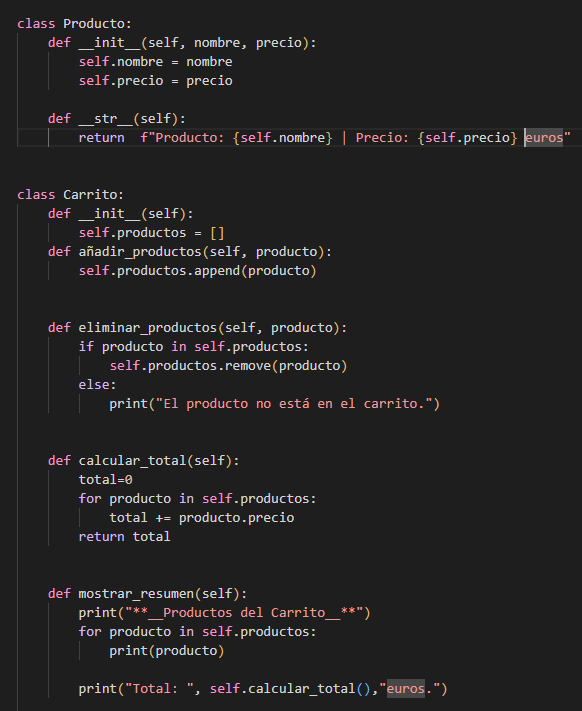 class Producto:
    def __init__(self, nombre, precio):
        self.nombre = nombre
        self.precio = precio
    def __str__(self):
        return  f"Producto: {self.nombre} | Precio: {self.precio} euros"
class Carrito:
    def __init__(self):
        self.productos = []
    def añadir_productos(self, producto):
        self.productos.append(producto)
    def eliminar_productos(self, producto):
        if producto in self.productos:
            self.productos.remove(producto)
        else:
            print("El producto no está en el carrito.")
    def calcular_total(self):
        total=0
        for producto in self.productos:
            total += producto.precio
        return total
    def mostrar_resumen(self):
        print("**__Productos del Carrito__**")
        for producto in self.productos:
            print(producto)
        print("Total: ", self.calcular_total(),"euros.")